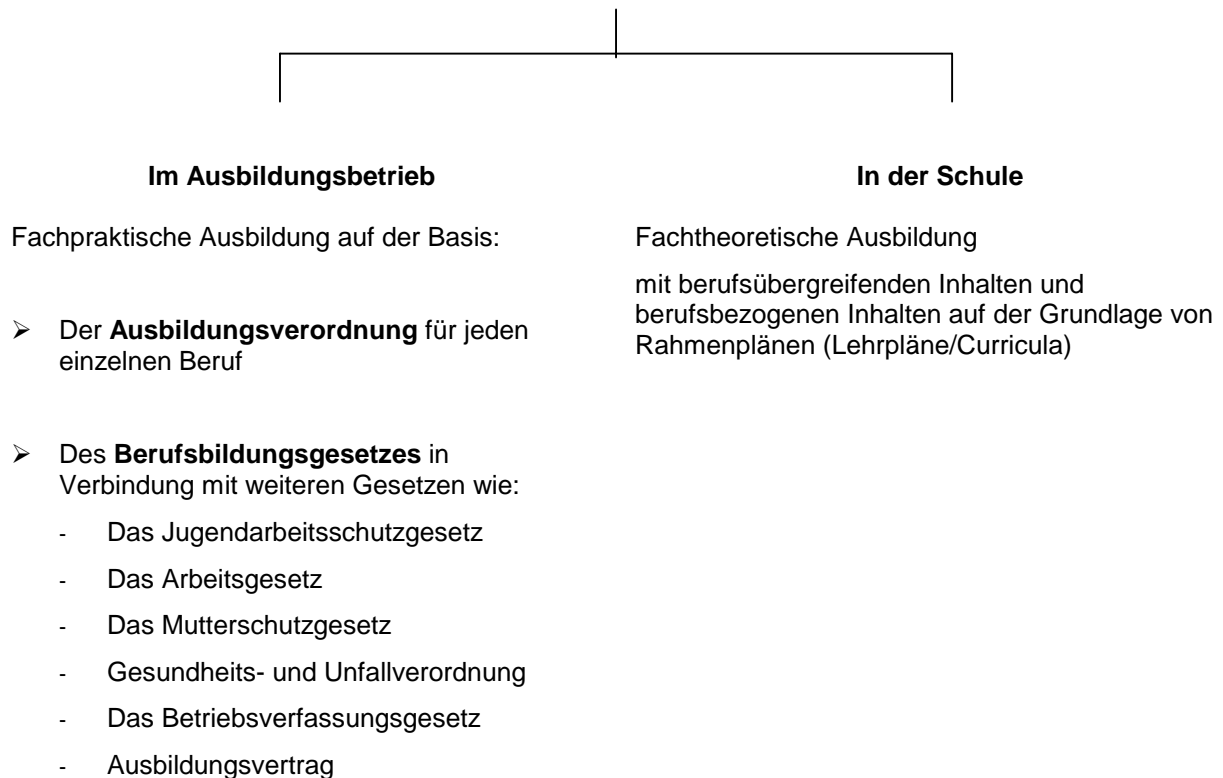 Im Ausbildungsbetrieb
Fachpraktische Ausbildung auf der Basis:
➢ Der Ausbildungsverordnung für jeden
einzelnen Beruf
➢ Des Berufsbildungsgesetzes in
Verbindung mit weiteren Gesetzen wie:
- Das Jugendarbeitsschutzgesetz
- Das Arbeitsgesetz
- Das Mutterschutzgesetz
- Gesundheits- und Unfallverordnung
- Das Betriebsverfassungsgesetz
- Ausbildungsvertrag
In der Schule
Fachtheoretische Ausbildung
mit berufsübergreifenden Inhalten und
berufsbezogenen Inhalten auf der Grundlage von
Rahmenplänen (Lehrpläne/Curricula)